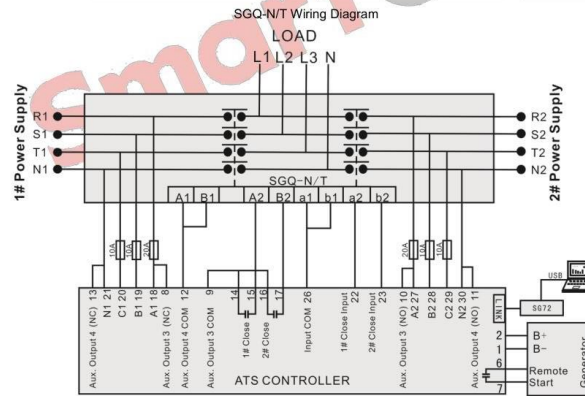 SGQ-N/T Wiring Diagram
LOAD
L1 L2 L3 N
1# Power Supply
R1
S1
T1
N1
R2
S2
T2
N2
2# Power Supply
SGQ-N/T
A1 B1 A2 B2 a1 b1 a2 b2
10A
10A
20A
20A
10A
10A
Aux. Output 4 (NC) 13
N1 21
C1 20
B1 19
A1 18
Aux. Output 3 (NC) 8
Aux. Output 4 COM 12
Aux. Output 3 COM 9
14
1# Close 15
16
2# Close 17
Input COM 26
1# Close Input 22
2# Close Input 23
Aux. Output 3 (NO) 10
A2 27
B2 28
C2 29
N2 30
Aux. Output 4 (NO) 11
LINK
USB
SG72
2 B+
1 B-
6 Remote
Start
7
Generator
ATS CONTROLLER